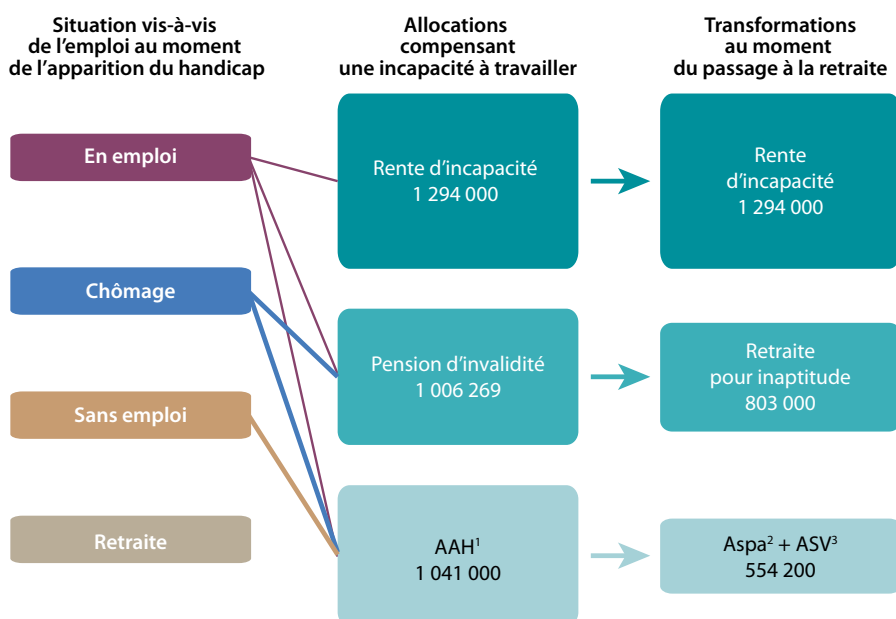 Situation vis-à-vis
de l’emploi au moment
de l’apparition du handicap
Allocations
compensant
une incapacité à travailler
Transformations
au moment
du passage à la retraite
En emploi
Chômage
Sans emploi
Retraite
Rente d’incapacité
1 294 000
Pension d’invalidité
1 006 269
AAH¹
1 041 000
Rente
d’incapacité
1 294 000
Retraite
pour inaptitude
803 000
Aspa² + ASV³
554 200